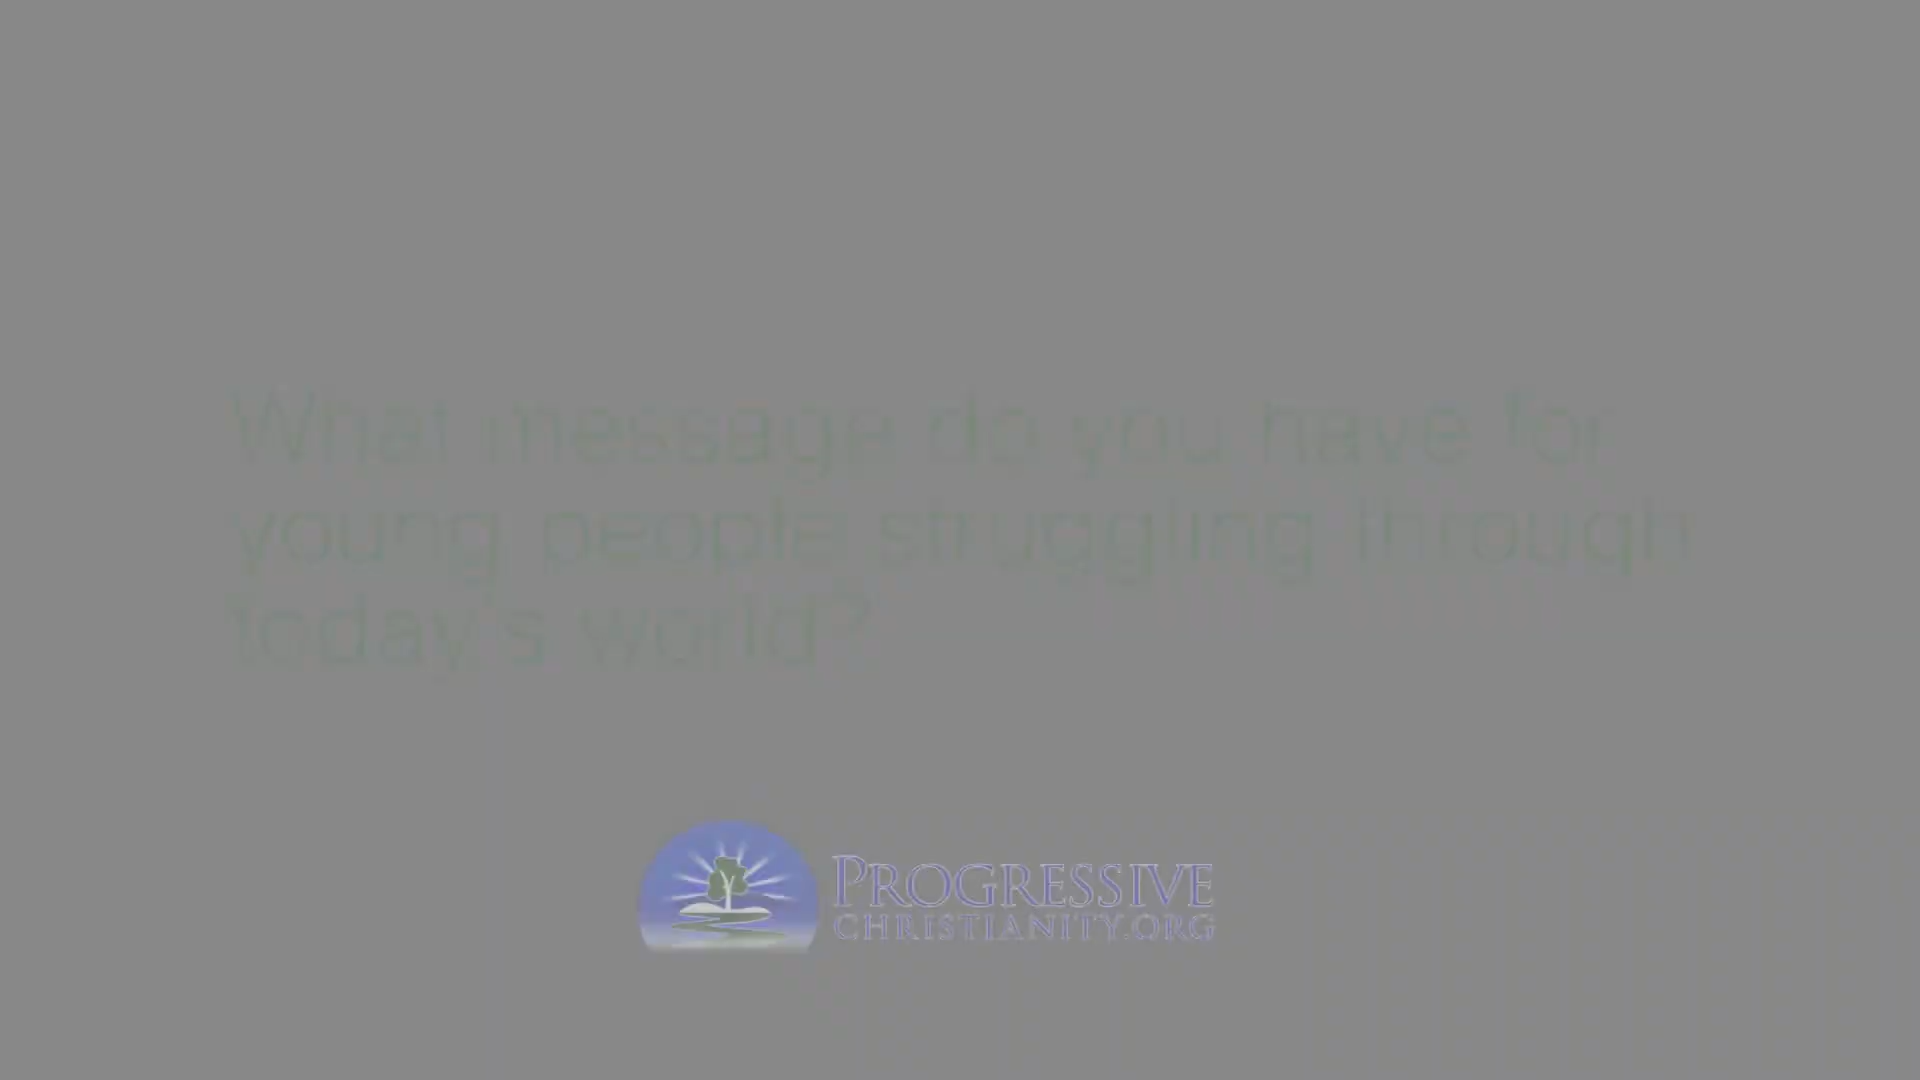 What message do you have for
young people struggling through
today's world?
PROGRESSIVE
CHRISTIANITY.ORG